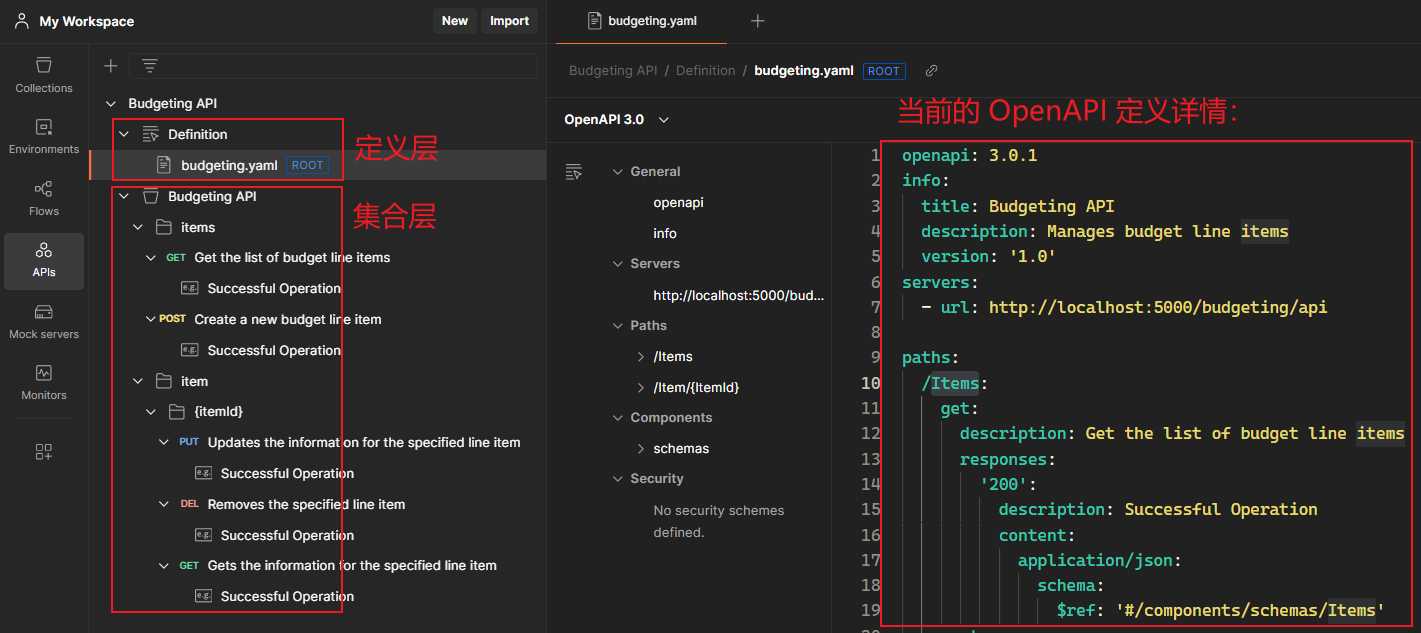 My Workspace
New
Import
Collections
Environments
Flows
APIs
Mock servers
Monitors
Budgeting API
Definition
budgeting.yaml ROOT
定义层
Budgeting API
集合层
items
GET Get the list of budget line items
e.g. Successful Operation
POST Create a new budget line item
e.g. Successful Operation
item
{itemId}
PUT Updates the information for the specified line item
e.g. Successful Operation
DEL Removes the specified line item
e.g. Successful Operation
GET Gets the information for the specified line item
e.g. Successful Operation
budgeting.yaml
Budgeting API / Definition / budgeting.yaml ROOT
当前的 OpenAPI 定义详情:
OpenAPI 3.0
General
openapi
info
Servers
http://localhost:5000/bud...
Paths
/Items
/Item/{ItemId}
Components
schemas
Security
No security schemes
defined.
1 openapi: 3.0.1
2 info:
3 title: Budgeting API
4 description: Manages budget line items
5 version: '1.0'
6 servers:
7 - url: http://localhost:5000/budgeting/api
8
9 paths:
10 /Items:
11 get:
12 description: Get the list of budget line items
13 responses:
14 '200':
15 description: Successful Operation
16 content:
17 application/json:
18 schema:
19 $ref: '#/components/schemas/Items'